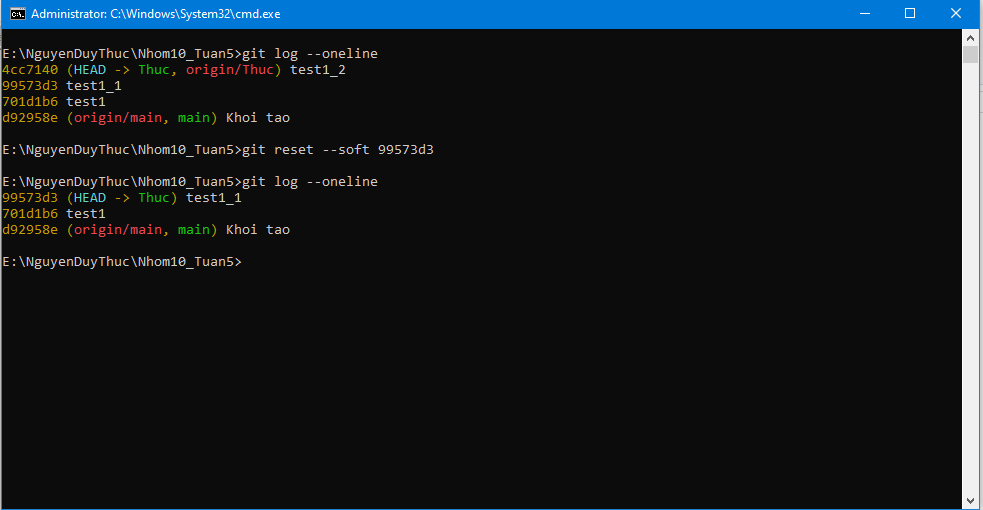 Administrator: C:\Windows\System32\cmd.exe
E:\NguyenDuyThuc\Nhom10_Tuan5>git log --oneline
4cc7140 (HEAD -> Thuc, origin/Thuc) test1_2
99573d3 test1_1
701d1b6 test1
d92958e (origin/main, main) Khoi tao
E:\NguyenDuyThuc\Nhom10_Tuan5>git reset --soft 99573d3
E:\NguyenDuyThuc\Nhom10_Tuan5>git log --oneline
99573d3 (HEAD -> Thuc) test1_1
701d1b6 test1
d92958e (origin/main, main) Khoi tao
E:\NguyenDuyThuc\Nhom10_Tuan5>